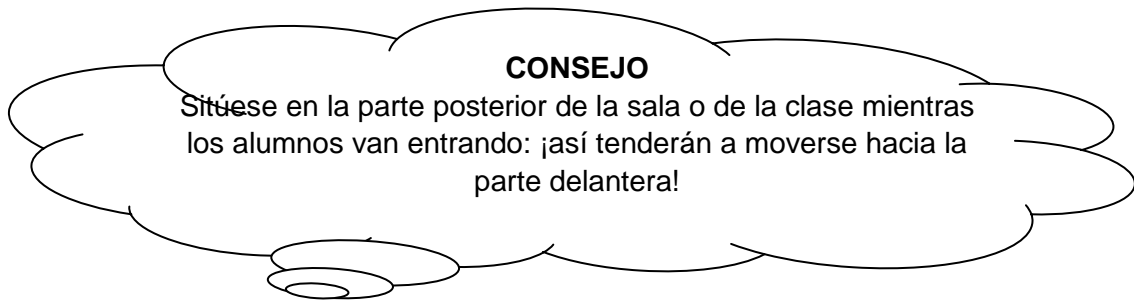 CONSEJO
Sitúese en la parte posterior de la sala o de la clase mientras
los alumnos van entrando: ¡así tenderán a moverse hacia la
parte delantera!